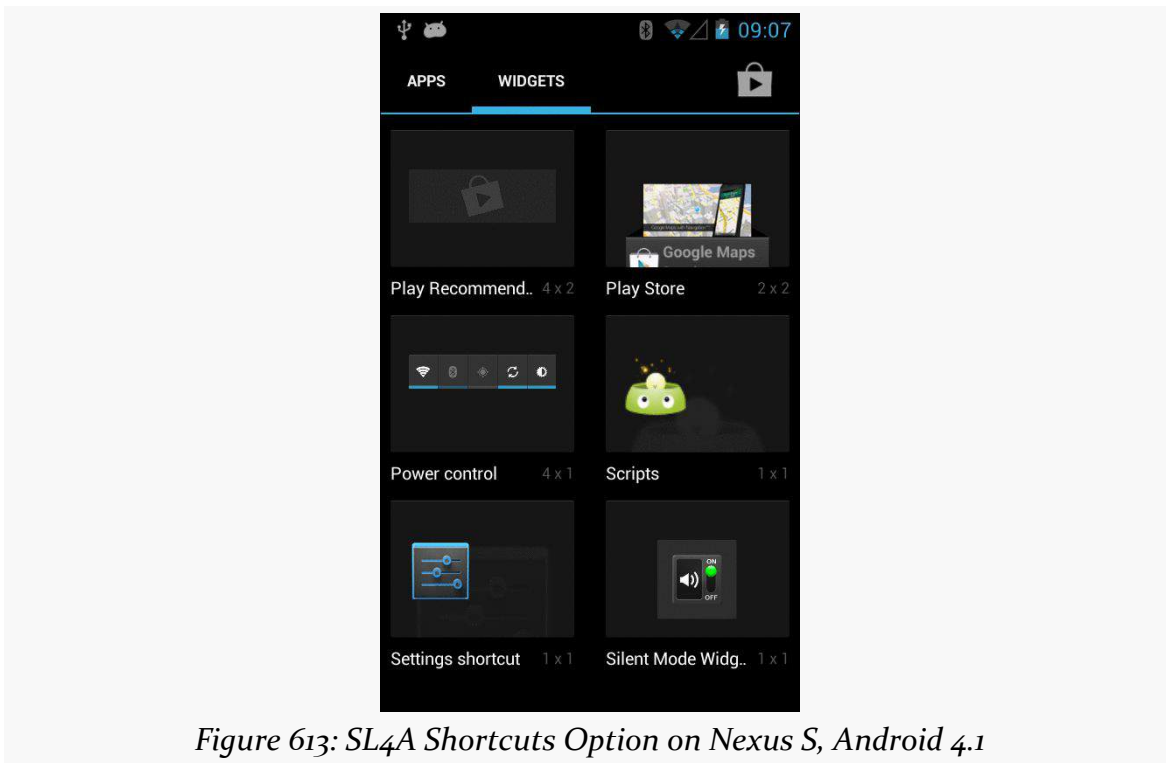 09:07
APPS WIDGETS
Google Maps
Play Recommend.. 4 x 2 Play Store 2 x 2
Power control 4 x 1 Scripts 1 x 1
ON
OFF
Settings shortcut 1 x 1 Silent Mode Widg.. 1 x 1
Figure 613: SL4A Shortcuts Option on Nexus S, Android 4.1